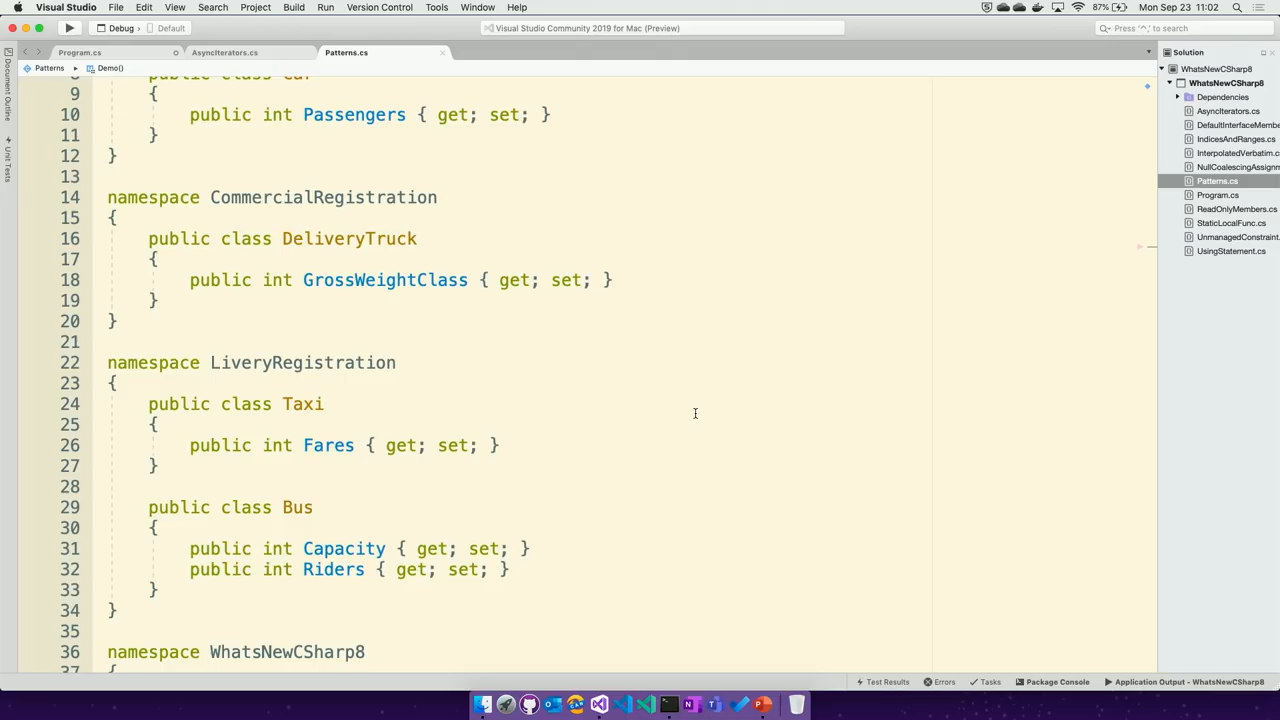 Visual Studio File Edit View Search Project Build Run Version Control Tools Window Help 87% Mon Sep 23 11:02
Debug Default Visual Studio Community 2019 for Mac (Preview) Press '⌃,' to search
Program.cs AsyncIterators.cs Patterns.cs Solution
Patterns Demo()
Document Outline
Unit Tests
9 {
10 public int Passengers { get; set; }
11 }
12 }
13
14 namespace CommercialRegistration
15 {
16 public class DeliveryTruck
17 {
18 public int GrossWeightClass { get; set; }
19 }
20 }
21
22 namespace LiveryRegistration
23 {
24 public class Taxi
25 {
26 public int Fares { get; set; }
27 }
28
29 public class Bus
30 {
31 public int Capacity { get; set; }
32 public int Riders { get; set; }
33 }
34 }
35
36 namespace WhatsNewCSharp8
37 {
WhatsNewCSharp8
WhatsNewCSharp8
Dependencies
AsyncIterators.cs
DefaultInterfaceMembe
IndicesAndRanges.cs
InterpolatedVerbatim.c
NullCoalescingAssignm
Patterns.cs
Program.cs
ReadOnlyMembers.cs
StaticLocalFunc.cs
UnmanagedConstraint.
UsingStatement.cs
Test Results Errors Tasks Package Console Application Output - WhatsNewCSharp8